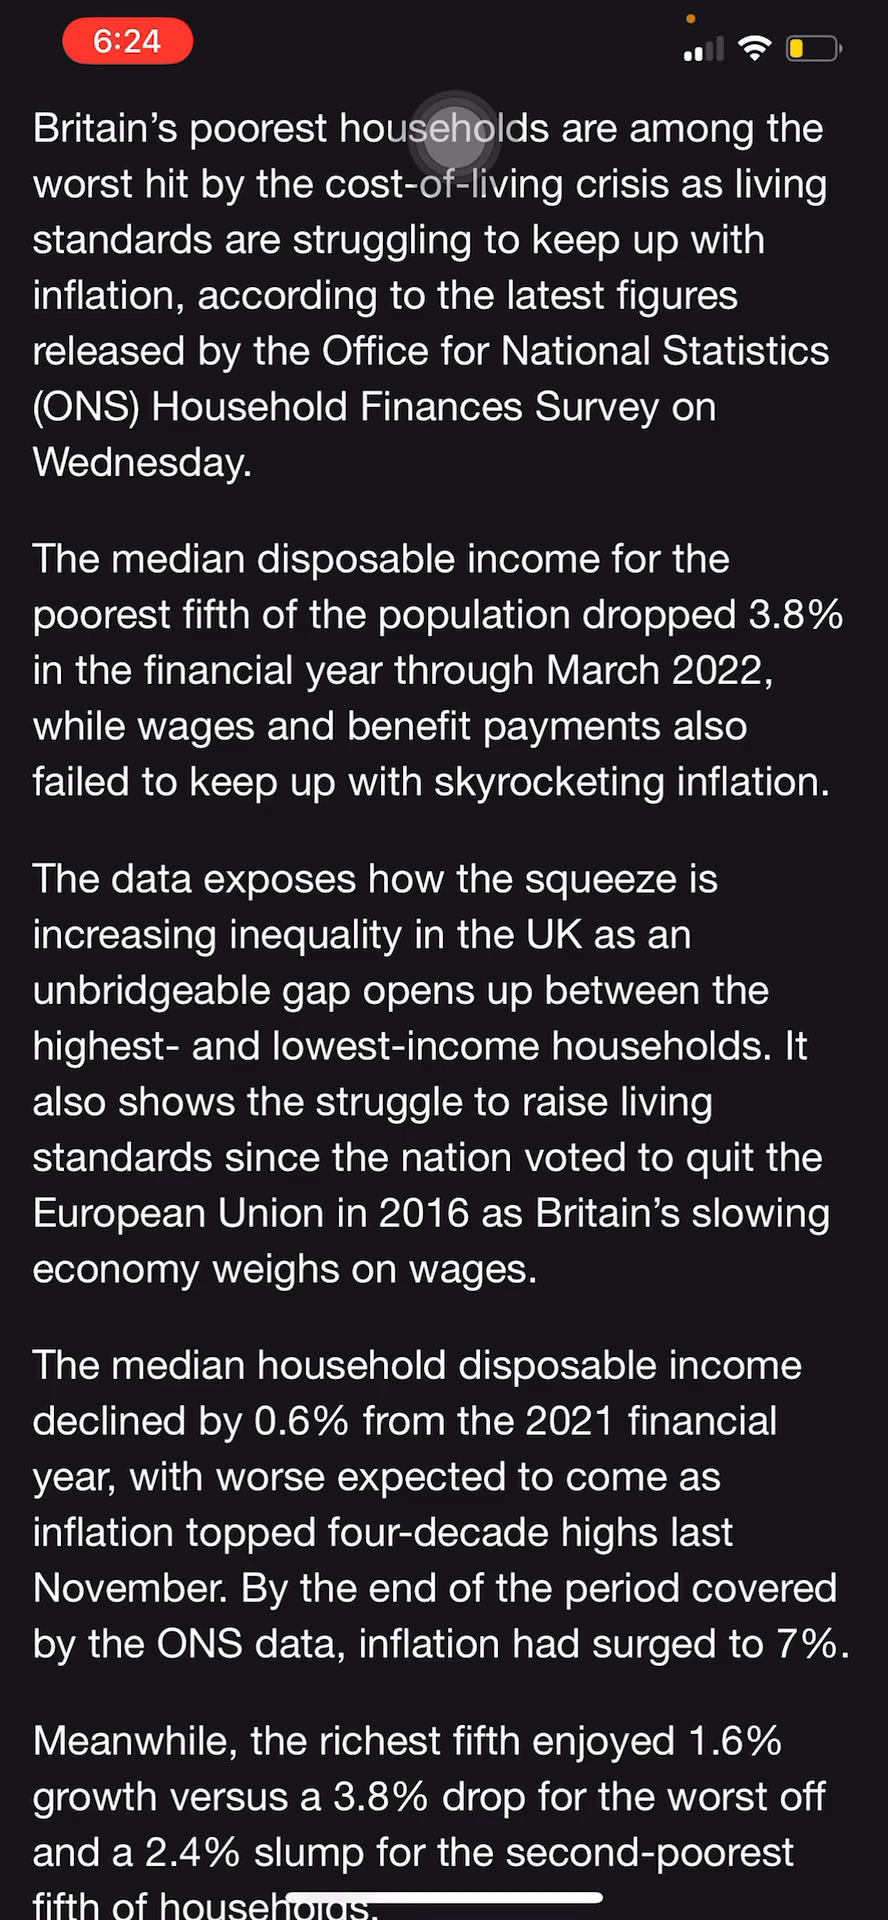 6:24
Britain’s poorest households are among the
worst hit by the cost-of-living crisis as living
standards are struggling to keep up with
inflation, according to the latest figures
released by the Office for National Statistics
(ONS) Household Finances Survey on
Wednesday.
The median disposable income for the
poorest fifth of the population dropped 3.8%
in the financial year through March 2022,
while wages and benefit payments also
failed to keep up with skyrocketing inflation.
The data exposes how the squeeze is
increasing inequality in the UK as an
unbridgeable gap opens up between the
highest- and lowest-income households. It
also shows the struggle to raise living
standards since the nation voted to quit the
European Union in 2016 as Britain’s slowing
economy weighs on wages.
The median household disposable income
declined by 0.6% from the 2021 financial
year, with worse expected to come as
inflation topped four-decade highs last
November. By the end of the period covered
by the ONS data, inflation had surged to 7%.
Meanwhile, the richest fifth enjoyed 1.6%
growth versus a 3.8% drop for the worst off
and a 2.4% slump for the second-poorest
fifth of households.